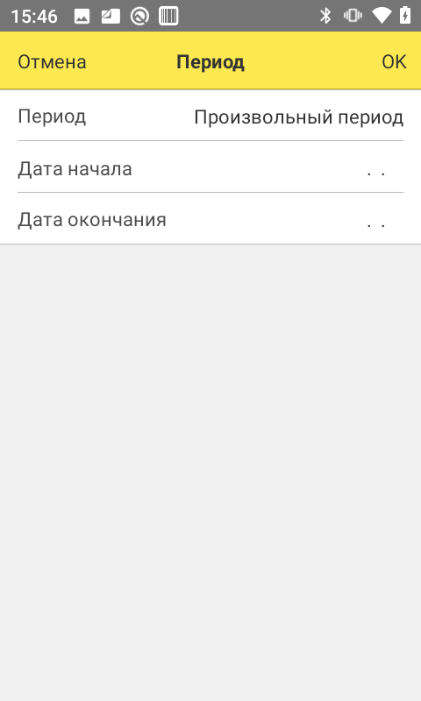 15:46
Отмена Период OK
Период Произвольный период
Дата начала . .
Дата окончания . .